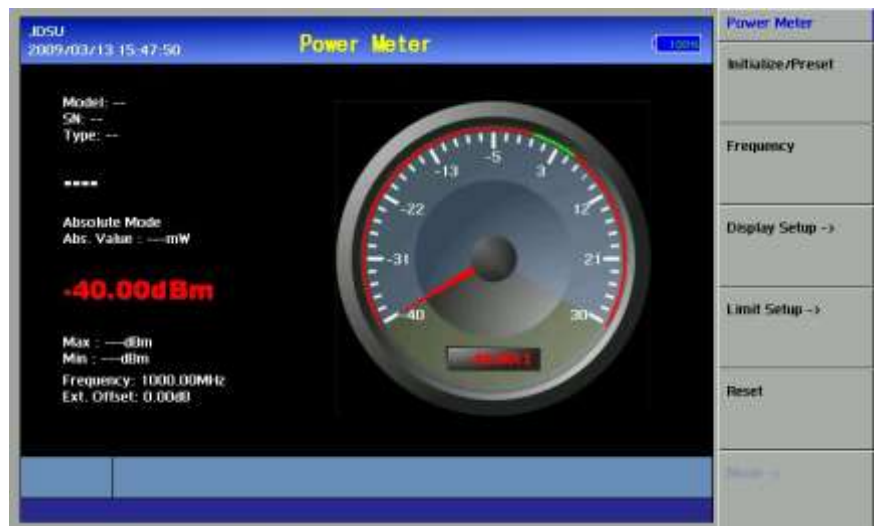 JDSU
2009/03/13 15-47-50
Power Meter
100%
Model: --
SN: --
Type: --
----
Absolute Mode
Abs. Value : ----mW
-40.00dBm
Max : ----dBm
Min : ----dBm
Frequency: 1000.00MHz
Ext. Offset: 0.00dB
-40
-31
-22
-13
-5
3
12
21
30
Power Meter
Initialize/Preset
Frequency
Display Setup ->
Limit Setup ->
Reset